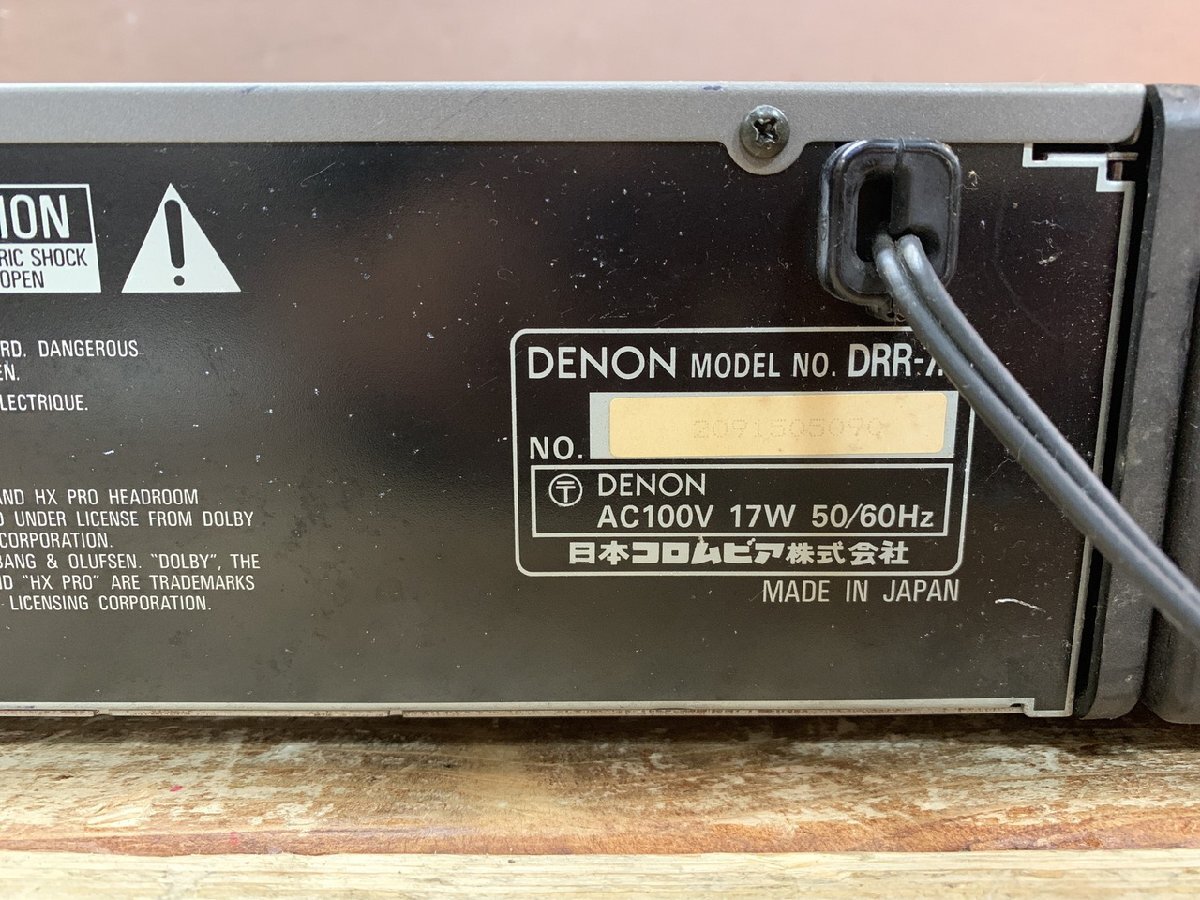 ION
RIC SHOCK
OPEN
RD. DANGEROUS
EN.
LECTRIQUE.
AND HX PRO HEADROOM
D UNDER LICENSE FROM DOLBY
CORPORATION.
BANG & OLUFSEN. "DOLBY", THE
ND "HX PRO" ARE TRADEMARKS
LICENSING CORPORATION.
DENON MODEL NO. DRR-
NO.
〒 DENON
AC100V 17W 50/60Hz
日本コロムビア株式会社
MADE IN JAPAN